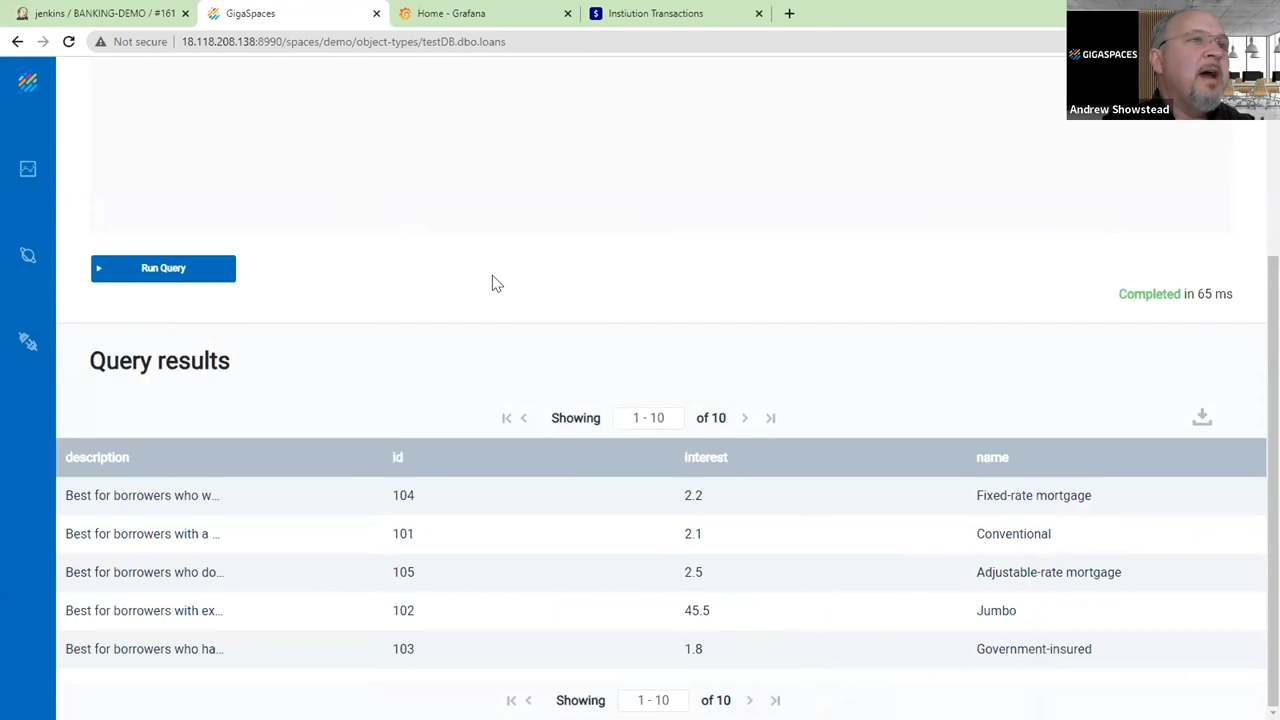 jenkins / BANKING-DEMO / #161
GigaSpaces
Home - Grafana
Instiution Transactions
Not secure
18.118.208.138:8990/spaces/demo/object-types/testDB.dbo.loans
GIGASPACES
Andrew Showstead
Run Query
Completed in 65 ms
Query results
Showing 1 - 10 of 10
description id interest name
Best for borrowers who w... 104 2.2 Fixed-rate mortgage
Best for borrowers with a ... 101 2.1 Conventional
Best for borrowers who do... 105 2.5 Adjustable-rate mortgage
Best for borrowers with ex... 102 45.5 Jumbo
Best for borrowers who ha... 103 1.8 Government-insured
Showing 1 - 10 of 10